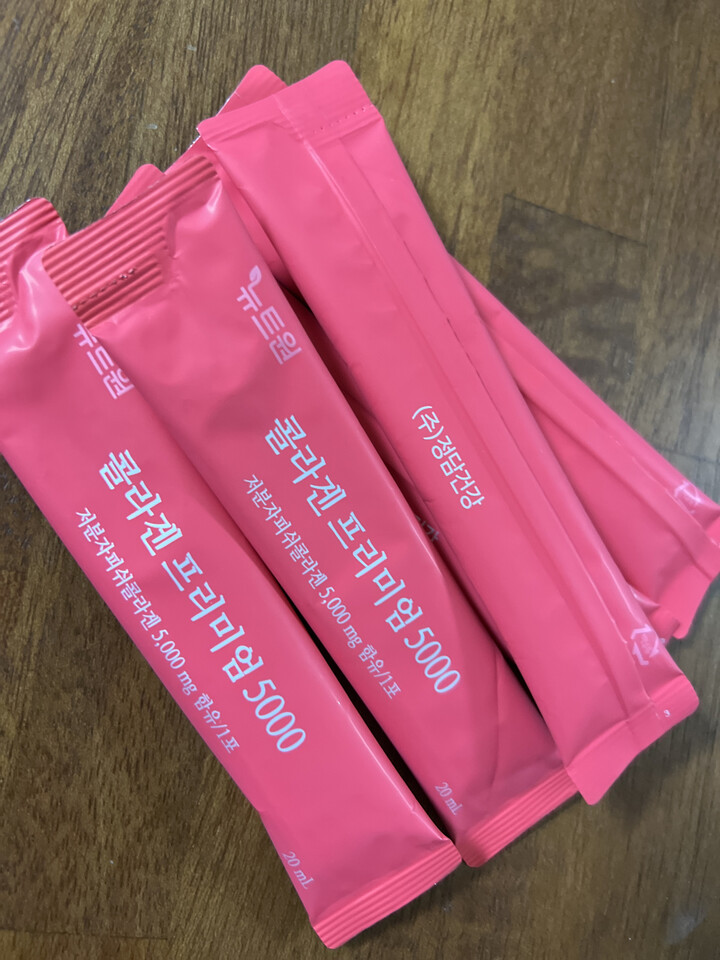 뉴트원
콜라겐 프리미엄 5000
저분자피쉬콜라겐 5,000 mg 함유/1포
20 mL
뉴트원
콜라겐 프리미엄 5000
저분자피쉬콜라겐 5,000 mg 함유/1포
20 mL
(주)정담건강